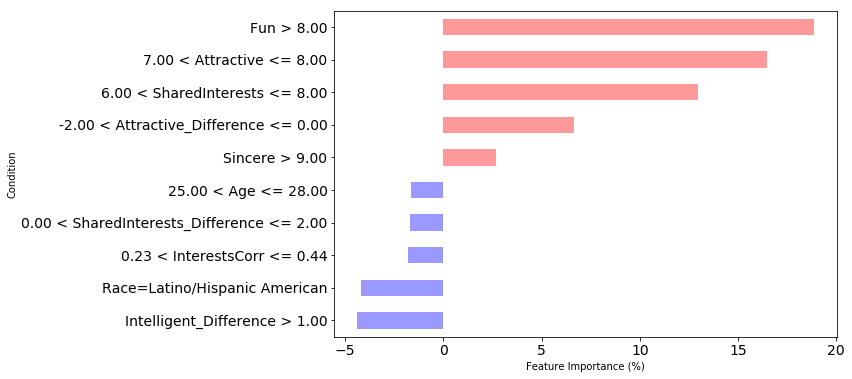 Fun > 8.00
7.00 < Attractive <= 8.00
6.00 < SharedInterests <= 8.00
-2.00 < Attractive_Difference <= 0.00
Sincere > 9.00
25.00 < Age <= 28.00
0.00 < SharedInterests_Difference <= 2.00
0.23 < InterestsCorr <= 0.44
Race=Latino/Hispanic American
Intelligent_Difference > 1.00
Condition
−5 0 5 10 15 20
Feature Importance (%)